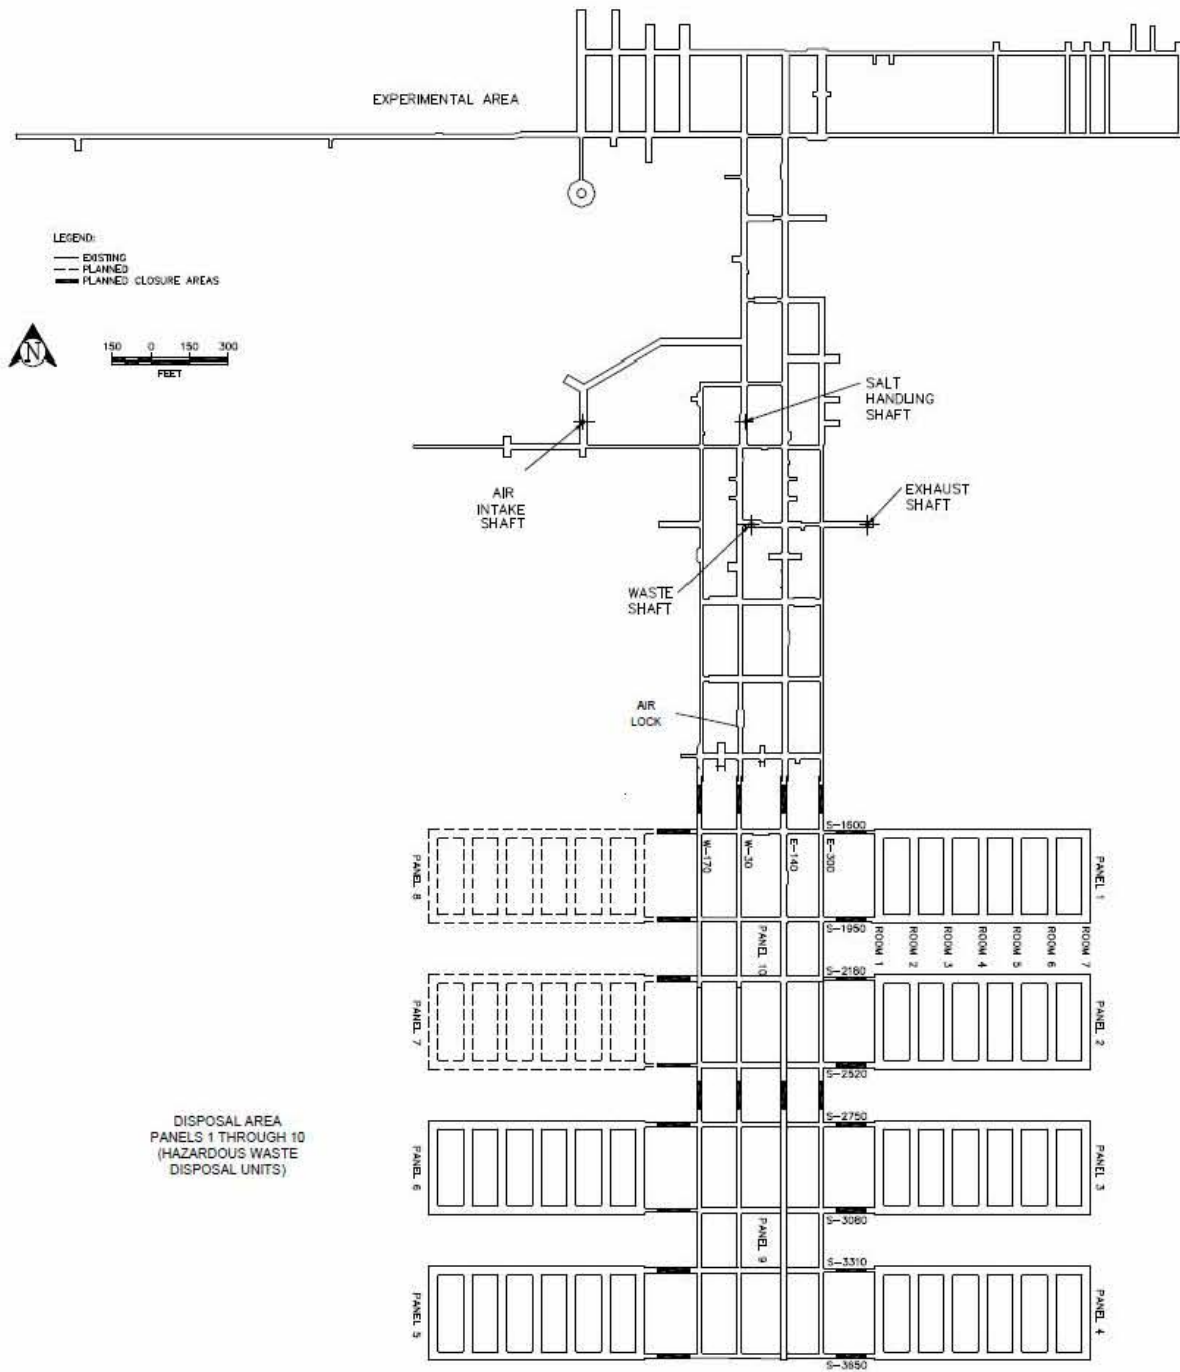 EXPERIMENTAL AREA
LEGEND:
EXISTING
PLANNED
PLANNED CLOSURE AREAS
N
150 0 150 300
FEET
SALT
HANDLING
SHAFT
AIR
INTAKE
SHAFT
EXHAUST
SHAFT
WASTE
SHAFT
AIR
LOCK
S-1600
W-170
W-30
E-140
E-300
PANEL 8
PANEL 1
S-1950
PANEL 10
ROOM 1
ROOM 2
ROOM 3
ROOM 4
ROOM 5
ROOM 6
ROOM 7
S-2180
PANEL 7
PANEL 2
S-2520
S-2750
DISPOSAL AREA
PANELS 1 THROUGH 10
(HAZARDOUS WASTE
DISPOSAL UNITS)
PANEL 6
PANEL 3
S-3080
PANEL 9
S-3310
PANEL 5
PANEL 4
S-3650